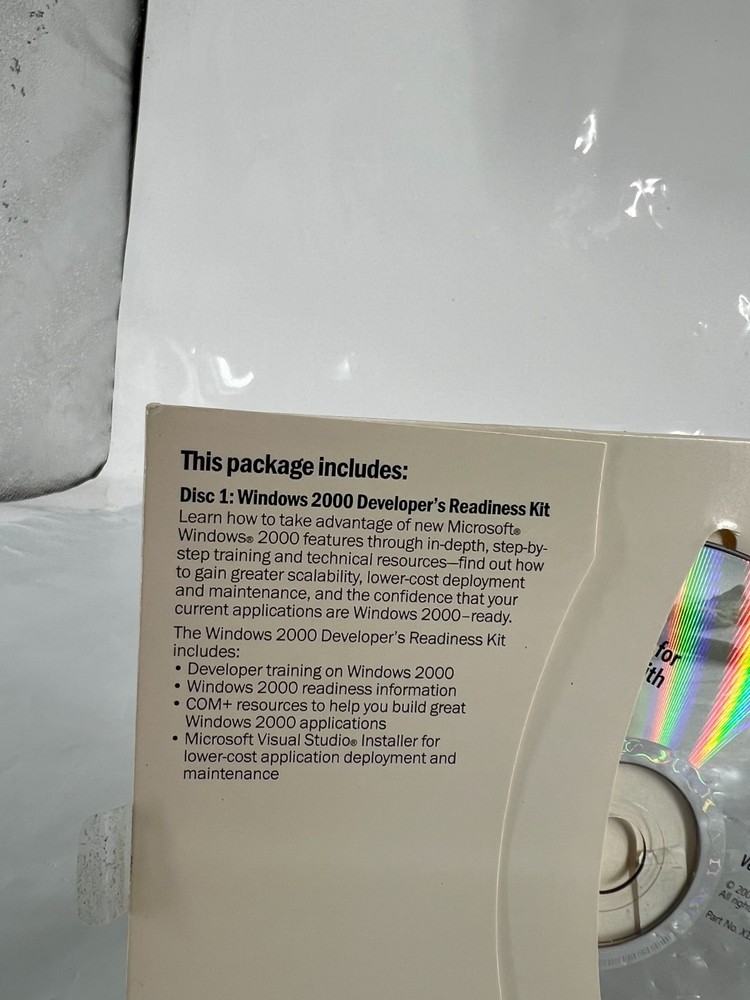 This package includes:
Disc 1: Windows 2000 Developer's Readiness Kit
Learn how to take advantage of new Microsoft®
Windows® 2000 features through in-depth, step-by-
step training and technical resources—find out how
to gain greater scalability, lower-cost deployment
and maintenance, and the confidence that your
current applications are Windows 2000–ready.
The Windows 2000 Developer's Readiness Kit
includes:
• Developer training on Windows 2000
• Windows 2000 readiness information
• COM+ resources to help you build great
Windows 2000 applications
• Microsoft Visual Studio® Installer for
lower-cost application deployment and
maintenance
for
ith
©
All
Part No.